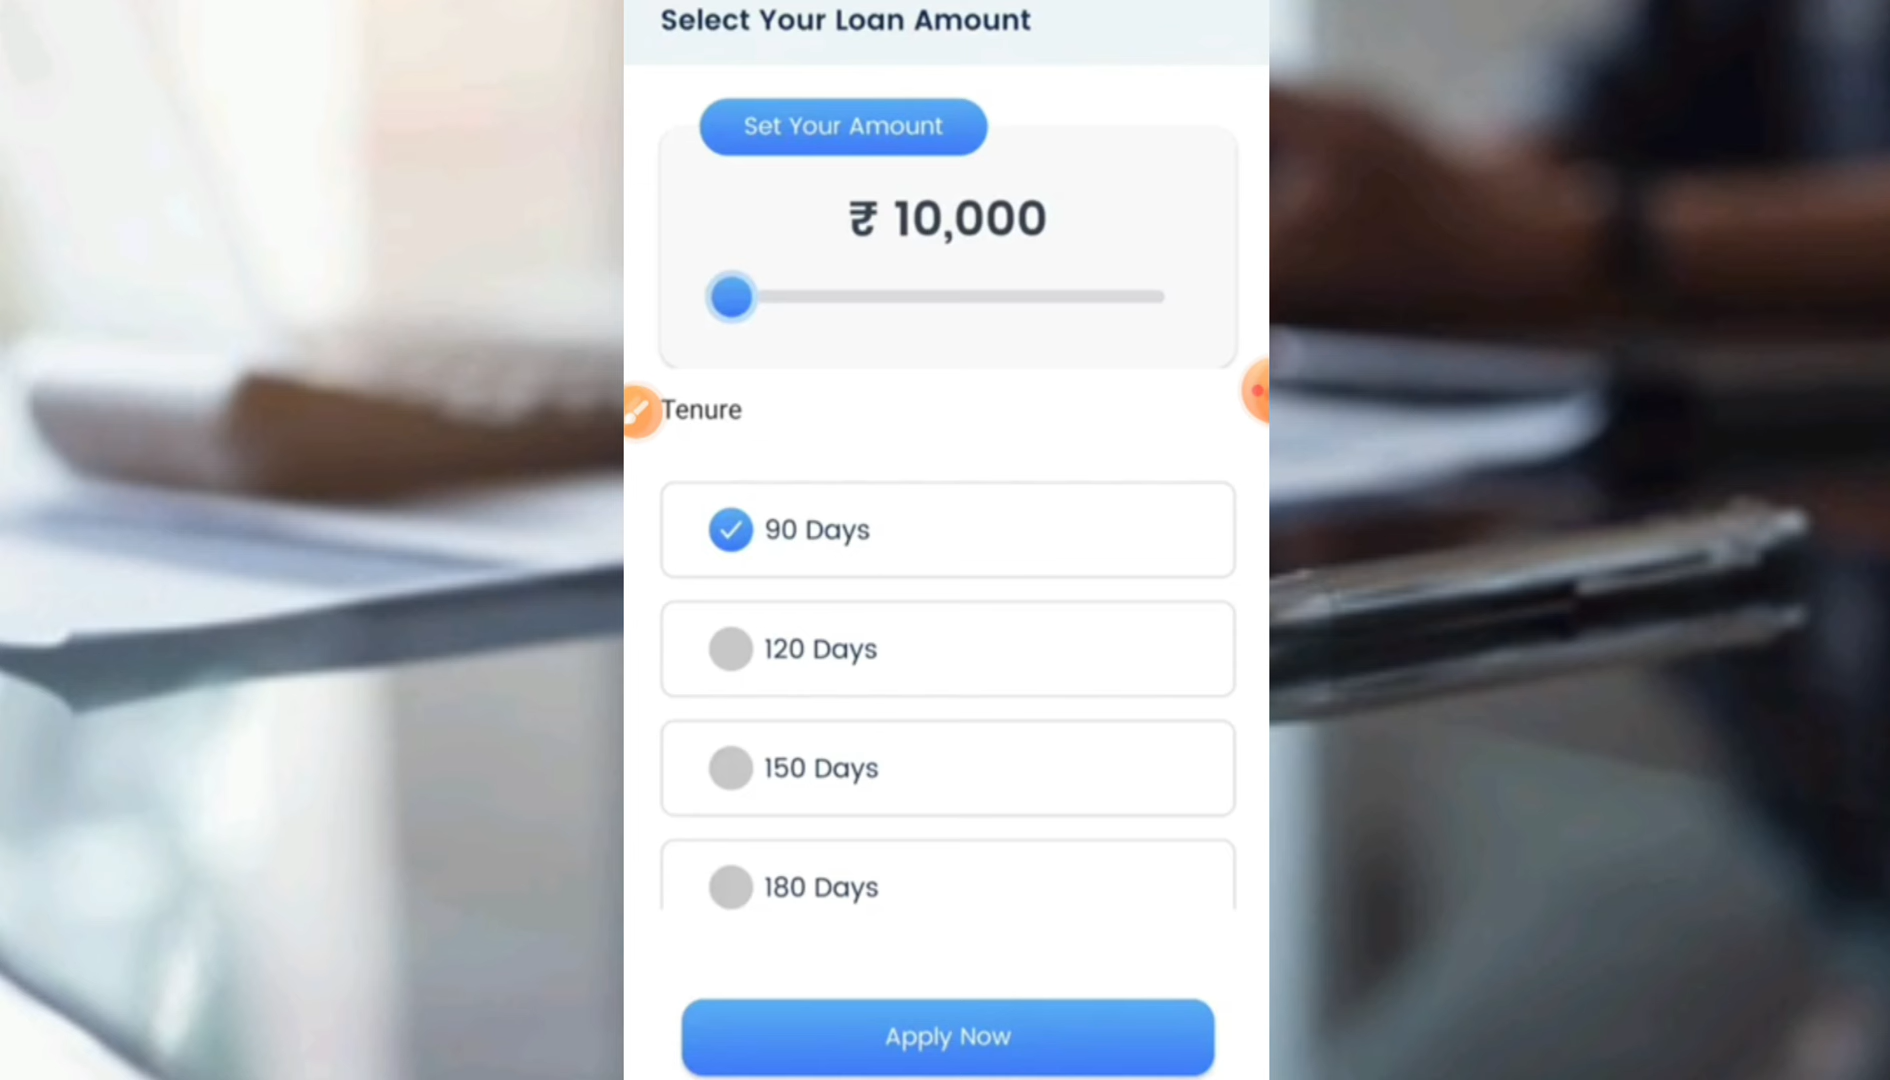 Select Your Loan Amount
Set Your Amount
₹ 10,000
Tenure
90 Days
120 Days
150 Days
180 Days
Apply Now